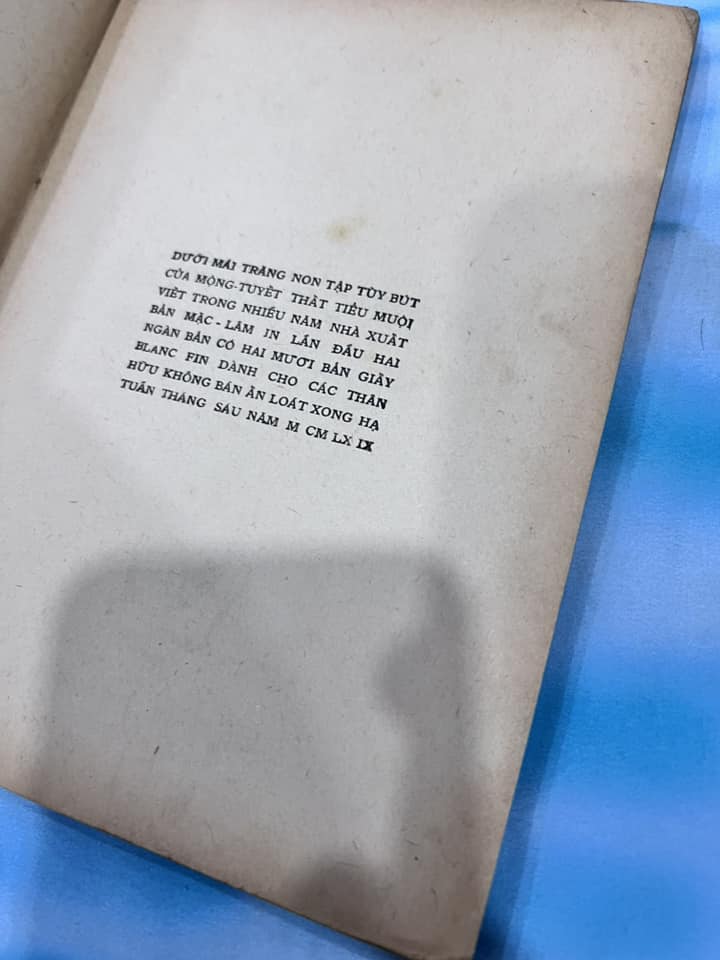 DƯỚI MÁI TRĂNG NON TẬP TÙY BÚT
CỦA MỘNG-TUYẾT THẤT TIỂU MUỘI
VIẾT TRONG NHIỀU NĂM NHÀ XUẤT
BẢN MẶC-LÂM IN LẦN ĐẦU HAI
NGÀN BẢN CÓ HAI MƯƠI BẢN GIẤY
BLANC FIN DÀNH CHO CÁC THÂN
HỮU KHÔNG BÁN ẤN LOÁT XONG HẠ
TUẦN THÁNG SÁU NĂM M CM LX IX